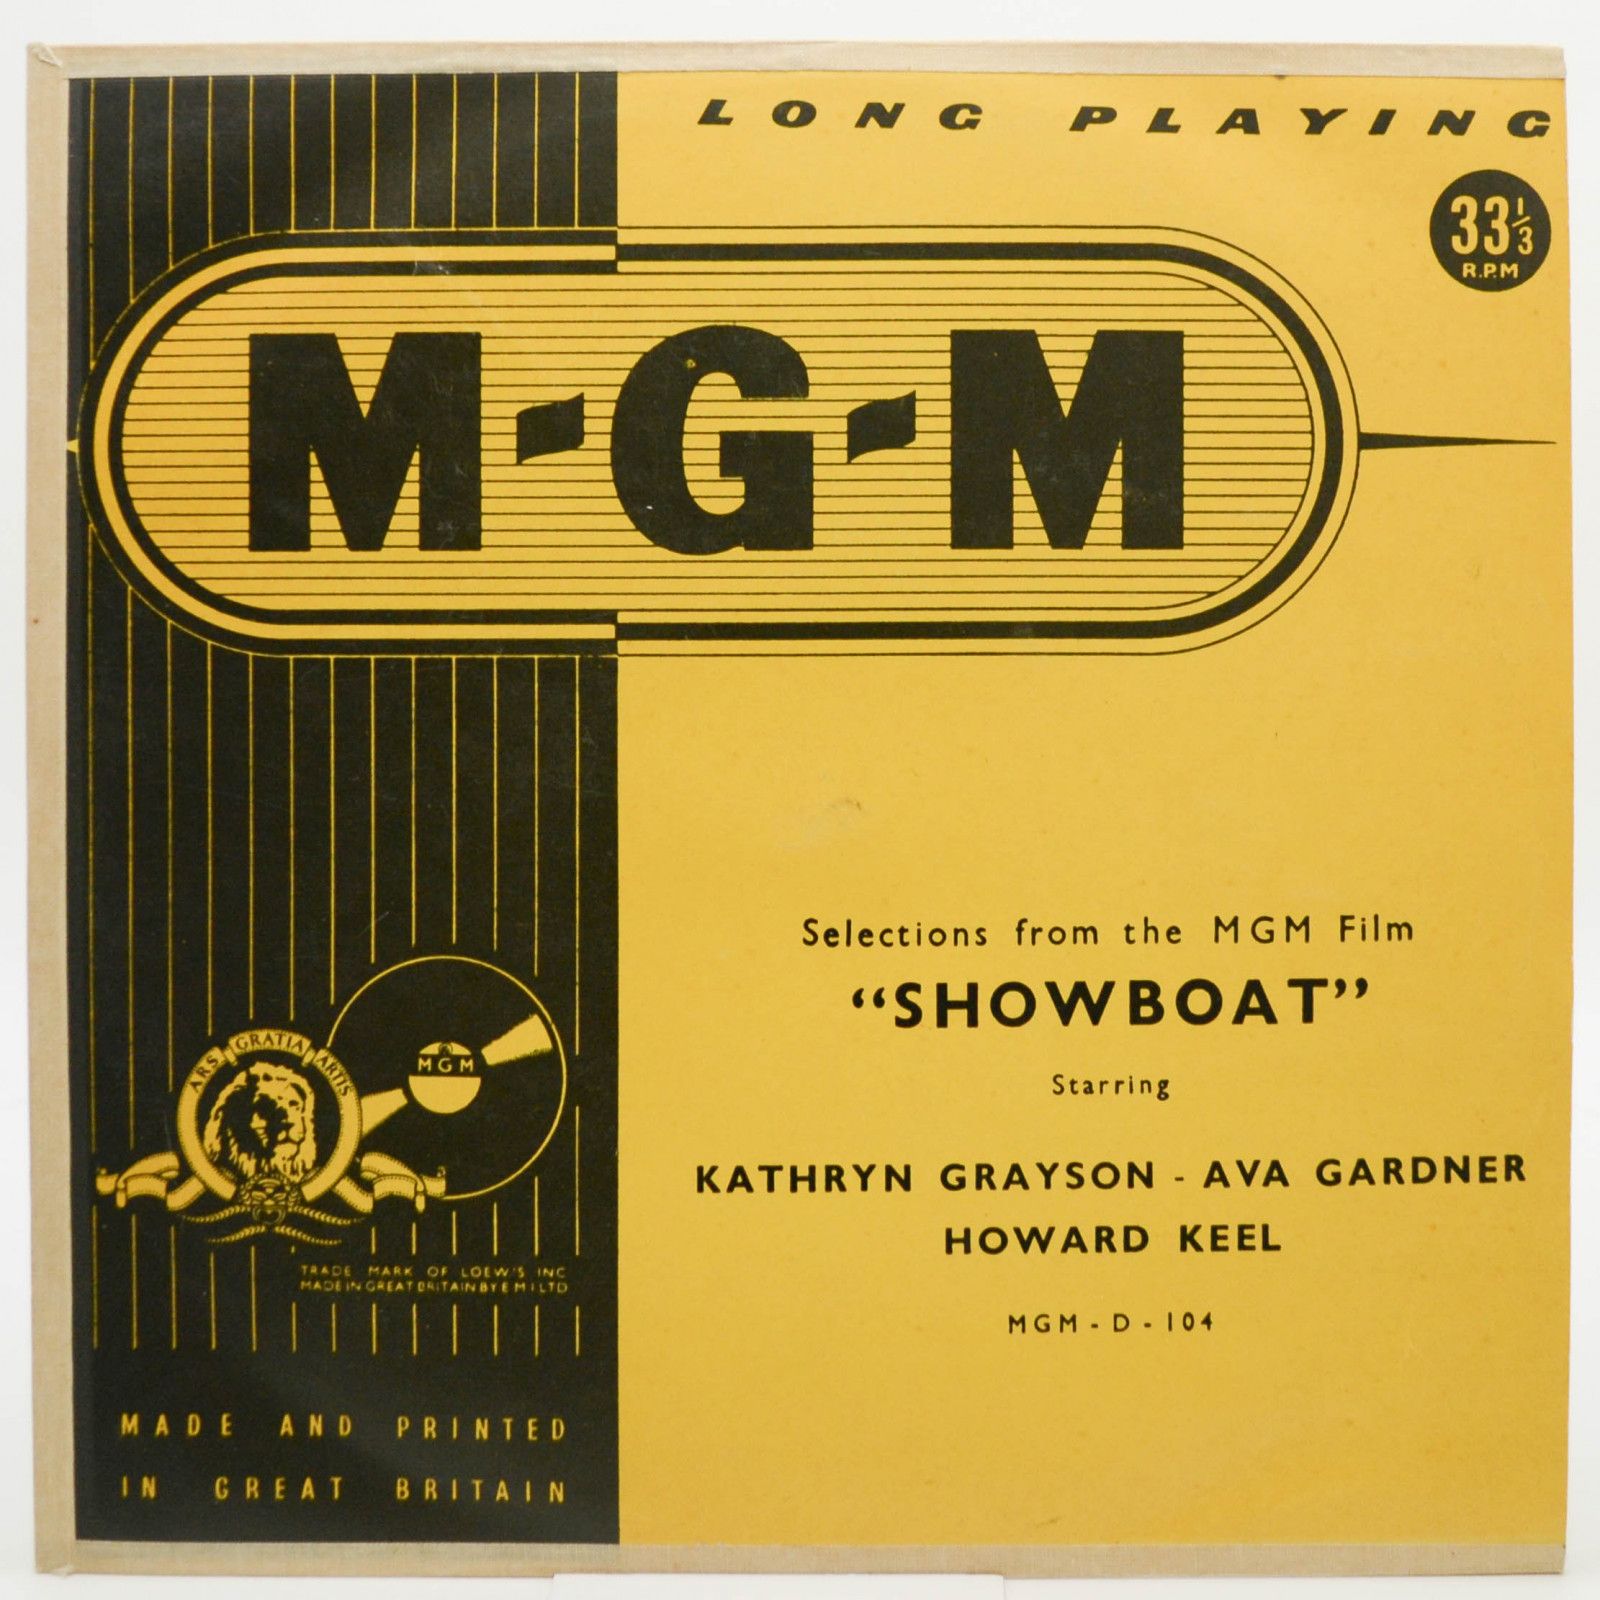 LONG PLAYING
33 1/3
R.P.M
M-G-M
Selections from the MGM Film
“SHOWBOAT”
Starring
KATHRYN GRAYSON - AVA GARDNER
HOWARD KEEL
MGM - D - 104
ARS GRATIA ARTIS
MGM
TRADE MARK OF LOEW'S INC
MADE IN GREAT BRITAIN BY E M I LTD
MADE AND PRINTED
IN GREAT BRITAIN